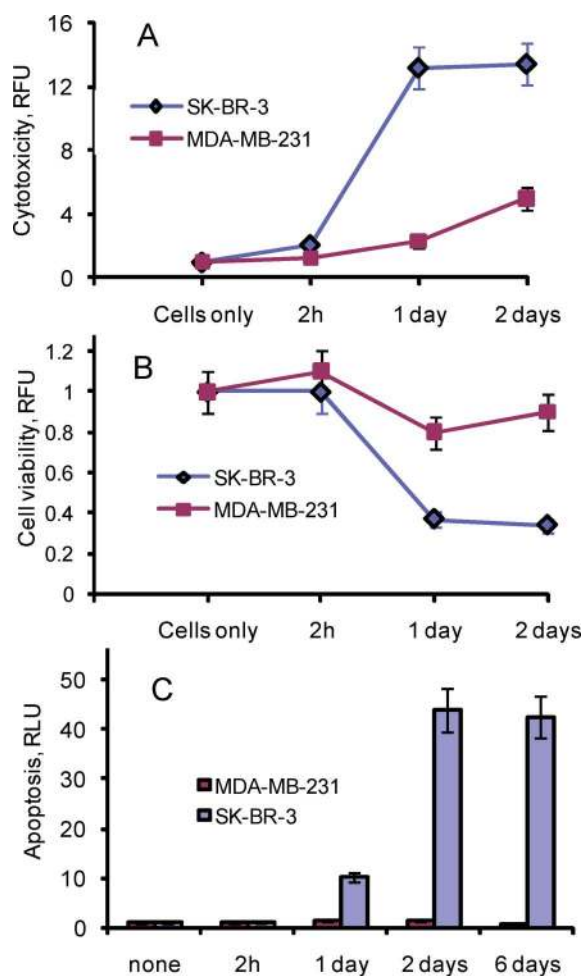 A
Cytotoxicity, RFU
16
12
8
4
0
SK-BR-3
MDA-MB-231
Cells only 2h 1 day 2 days
B
Cell viability, RFU
1.2
1
0.8
0.6
0.4
0.2
0
SK-BR-3
MDA-MB-231
Cells only 2h 1 day 2 days
C
Apoptosis, RLU
50
40
30
20
10
0
MDA-MB-231
SK-BR-3
none 2h 1 day 2 days 6 days